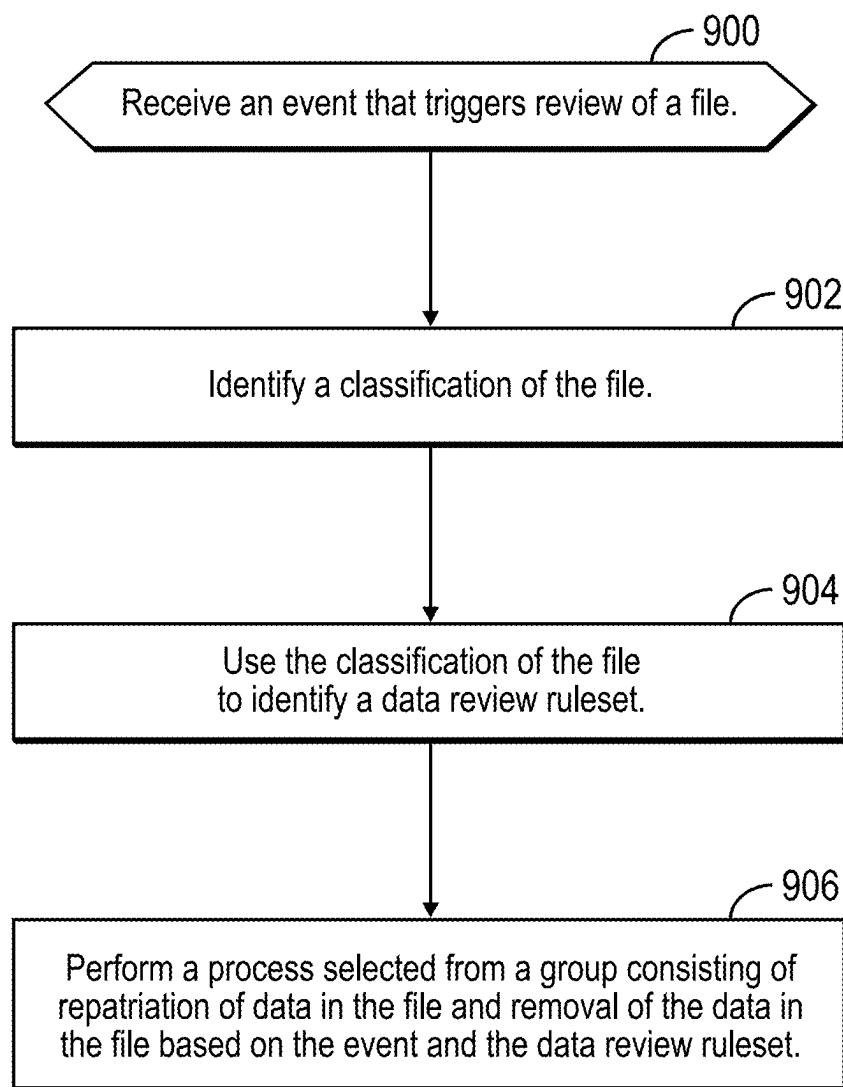 900
Receive an event that triggers review of a file.
902
Identify a classification of the file.
904
Use the classification of the file
to identify a data review ruleset.
906
Perform a process selected from a group consisting of
repatriation of data in the file and removal of the data in
the file based on the event and the data review ruleset.